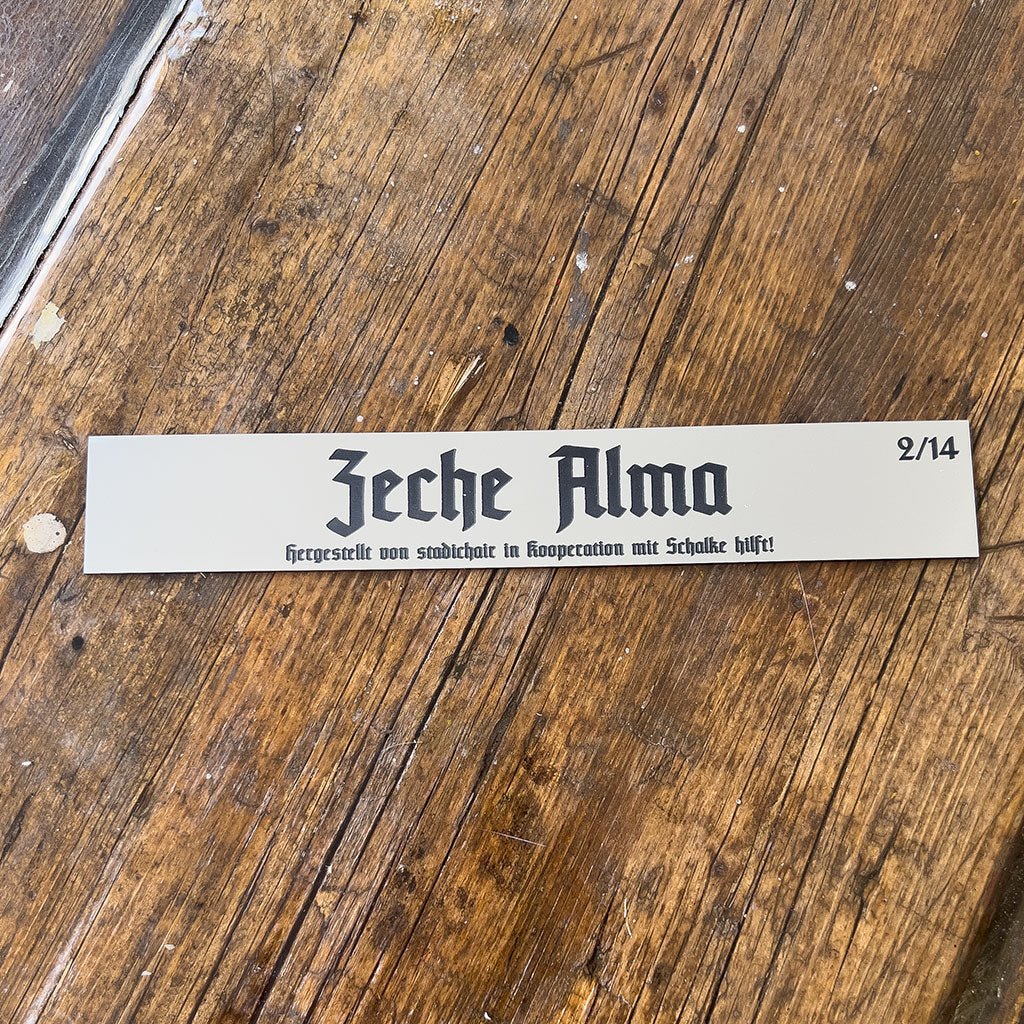 Zeche Alma
2/14
Hergestellt von stadichair in Kooperation mit Schalke hilft!